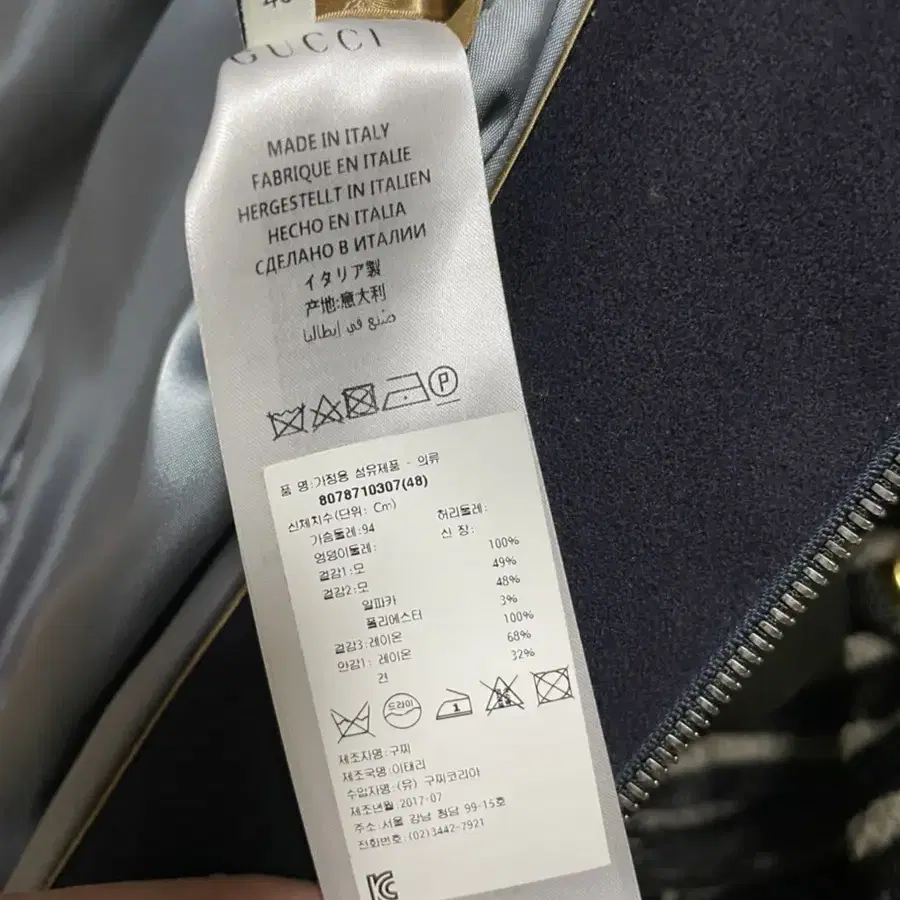 GUCCI
MADE IN ITALY
FABRIQUE EN ITALIE
HERGESTELLT IN ITALIEN
HECHO EN ITALIA
СДЕЛАНО В ИТАЛИИ
イタリア製
产地:意大利
صنع في إيطاليا
P
품 명:가정용 섬유제품 - 의류
8078710307(48)
신체치수(단위: Cm)
가슴둘레:94 허리둘레:
엉덩이둘레: 신 장:
겉감1:모 100%
겉감2:모 49%
알파카 48%
폴리에스터 3%
겉감3:레이온 100%
안감1: 레이온 68%
견 32%
드라이
1
제조자명:구찌
제조국명:이태리
수입자명:(유) 구찌코리아
제조년월:2017-07
주소:서울 강남 청담 99-15호
전화번호:(02)3442-7921